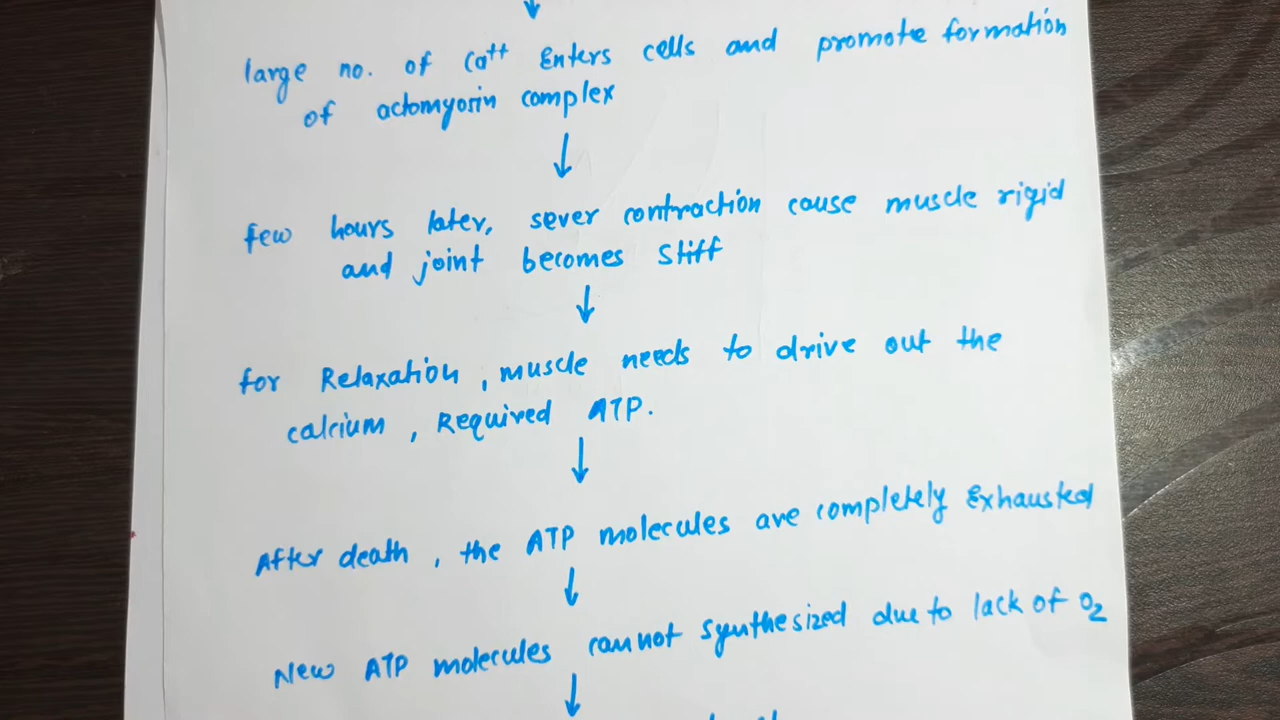 large no. of Ca++ Enters cells and promote formation
of actomyosin complex
few hours later, sever contraction cause muscle rigid
and joint becomes stiff
for Relaxation, muscle needs to drive out the
calcium, Required ATP.
After death, the ATP molecules are completely Exhausted
New ATP molecules cannot synthesized due to lack of O2